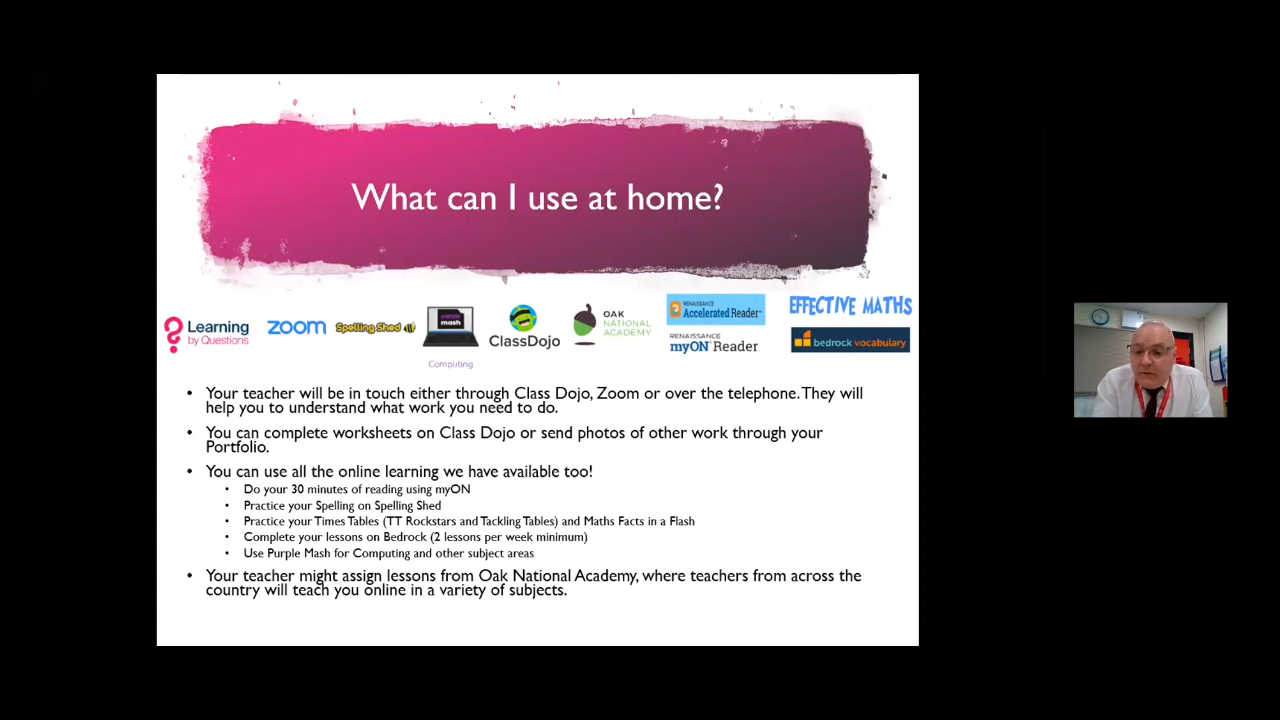 What can I use at home?
Learning
by Questions
zoom
Spelling Shed
purple
mash
Computing
ClassDojo
OAK
NATIONAL
ACADEMY
RENAISSANCE
Accelerated Reader
RENAISSANCE
myON Reader
EFFECTIVE MATHS
bedrock vocabulary
• Your teacher will be in touch either through Class Dojo, Zoom or over the telephone. They will
help you to understand what work you need to do.
• You can complete worksheets on Class Dojo or send photos of other work through your
Portfolio.
• You can use all the online learning we have available too!
• Do your 30 minutes of reading using myON
• Practice your Spelling on Spelling Shed
• Practice your Times Tables (TT Rockstars and Tackling Tables) and Maths Facts in a Flash
• Complete your lessons on Bedrock (2 lessons per week minimum)
• Use Purple Mash for Computing and other subject areas
• Your teacher might assign lessons from Oak National Academy, where teachers from across the
country will teach you online in a variety of subjects.